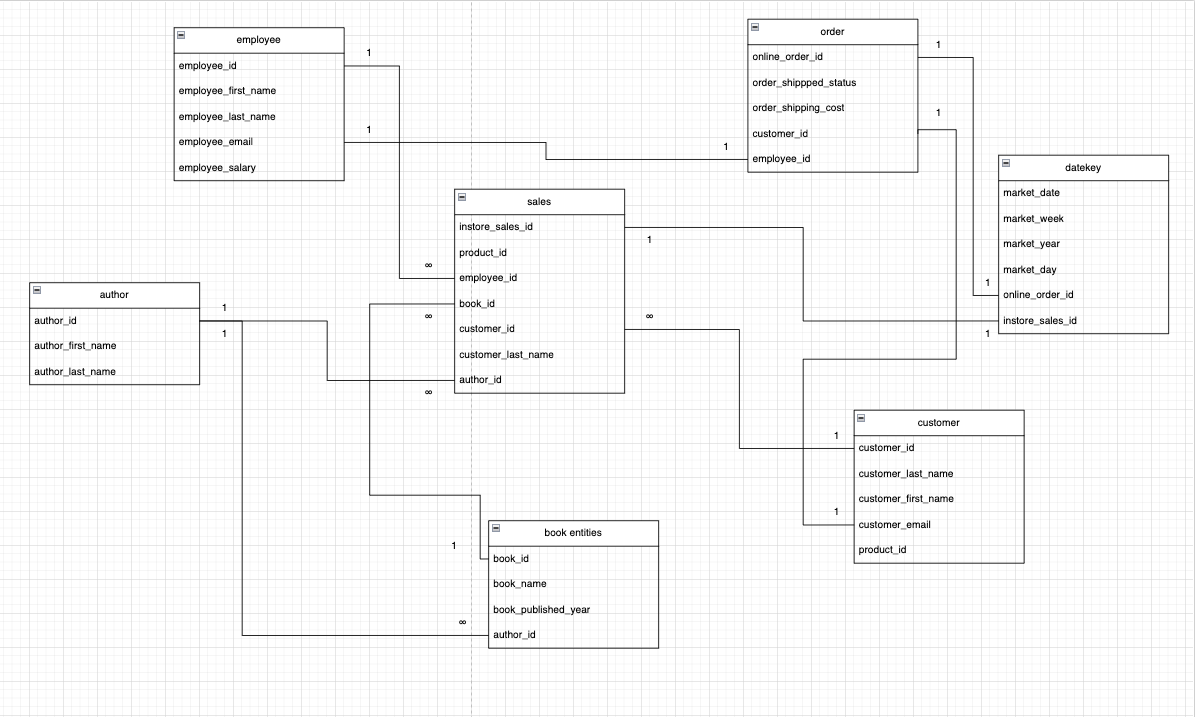 employee
employee_id
employee_first_name
employee_last_name
employee_email
employee_salary
1
1
order
online_order_id
order_shippped_status
order_shipping_cost
customer_id
employee_id
1
1
1
datekey
market_date
market_week
market_year
market_day
online_order_id
instore_sales_id
1
1
sales
instore_sales_id
product_id
employee_id
book_id
customer_id
customer_last_name
author_id
1
∞
∞
∞
∞
author
author_id
author_first_name
author_last_name
1
1
customer
customer_id
customer_last_name
customer_first_name
customer_email
product_id
1
1
book entities
book_id
book_name
book_published_year
author_id
1
∞